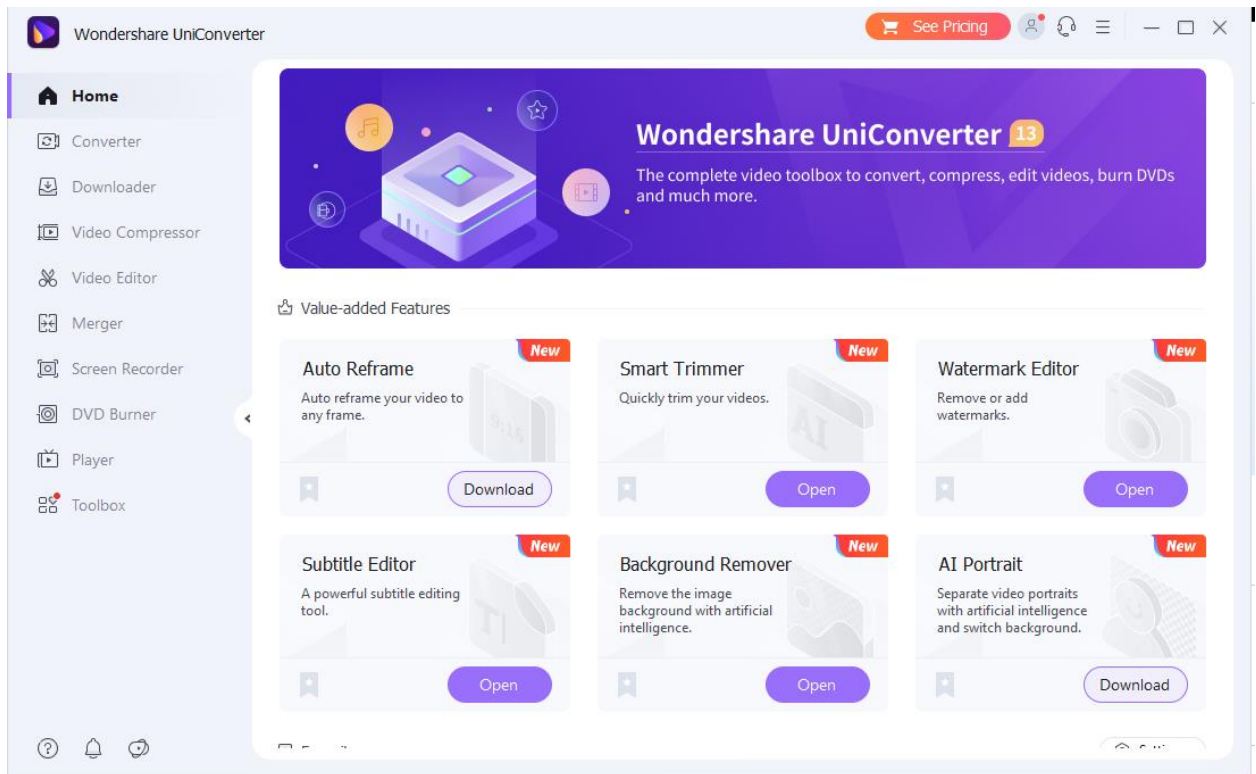 Wondershare UniConverter
See Pricing
Home
Converter
Downloader
Video Compressor
Video Editor
Merger
Screen Recorder
DVD Burner
Player
Toolbox
Wondershare UniConverter 13
The complete video toolbox to convert, compress, edit videos, burn DVDs
and much more.
Value-added Features
New
Auto Reframe
Auto reframe your video to
any frame.
9:16
Download
New
Smart Trimmer
Quickly trim your videos.
AI
Open
New
Watermark Editor
Remove or add
watermarks.
Open
New
Subtitle Editor
A powerful subtitle editing
tool.
TI
Open
New
Background Remover
Remove the image
background with artificial
intelligence.
Open
New
AI Portrait
Separate video portraits
with artificial intelligence
and switch background.
Download